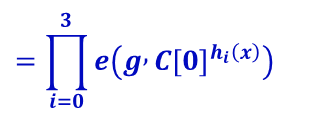 = ∏_{i=0}^{3} e(g, C[0]^{h_i(x)})